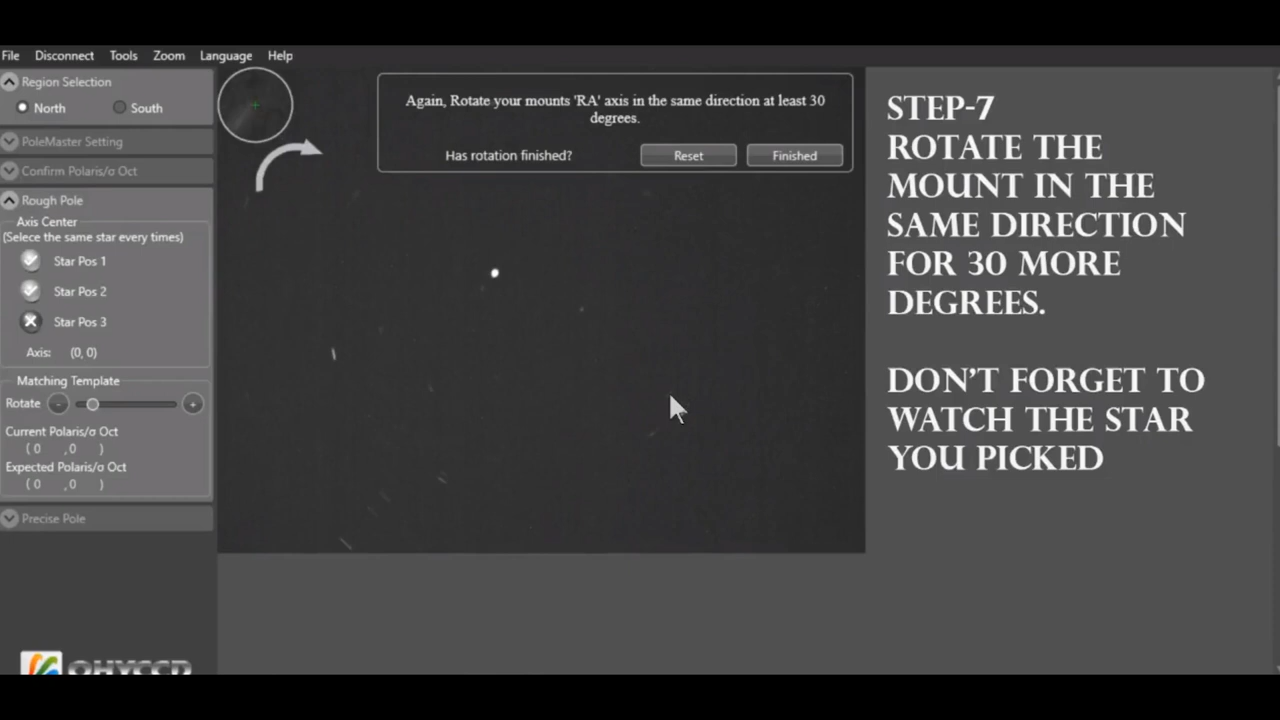 File Disconnect Tools Zoom Language Help
Region Selection
North South
PoleMaster Setting
Confirm Polaris/σ Oct
Rough Pole
Axis Center
(Selece the same star every times)
Star Pos 1
Star Pos 2
Star Pos 3
Axis: (0, 0)
Matching Template
Rotate - +
Current Polaris/σ Oct
( 0 ,0 )
Expected Polaris/σ Oct
( 0 ,0 )
Precise Pole
QHYCCD
Again, Rotate your mounts 'RA' axis in the same direction at least 30
degrees.
Has rotation finished? Reset Finished
STEP-7
ROTATE THE
MOUNT IN THE
SAME DIRECTION
FOR 30 MORE
DEGREES.
DON'T FORGET TO
WATCH THE STAR
YOU PICKED